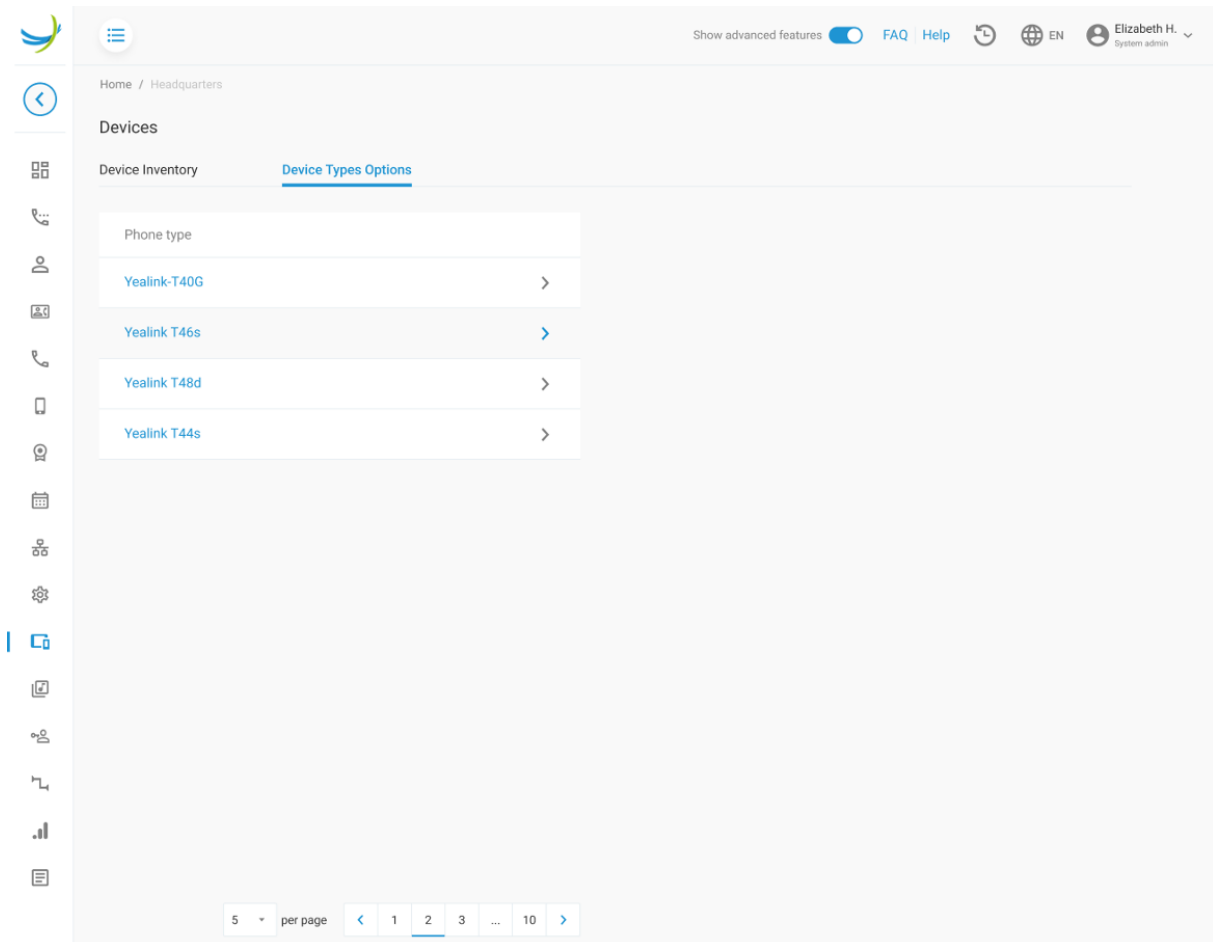 Show advanced features FAQ Help EN Elizabeth H.
System admin
Home / Headquarters
Devices
Device Inventory Device Types Options
Phone type
Yealink-T40G
Yealink T46s
Yealink T48d
Yealink T44s
5 per page 1 2 3 ... 10